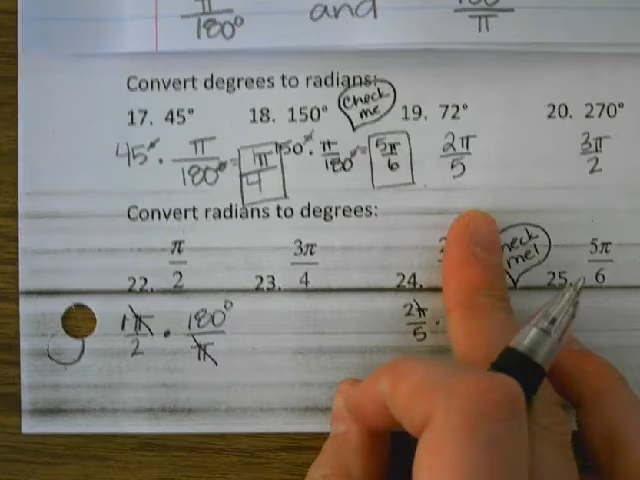 π/180° and 180/π
Convert degrees to radians:
17. 45° 18. 150° check me 19. 72° 20. 270°
45° · π/180° = 1π/4 150° · π/180° = 5π/6 2π/5 3π/2
Convert radians to degrees:
22. π/2 23. 3π/4 24. check me! 25. 5π/6
1π/2 · 180°/π 2π/5 ·